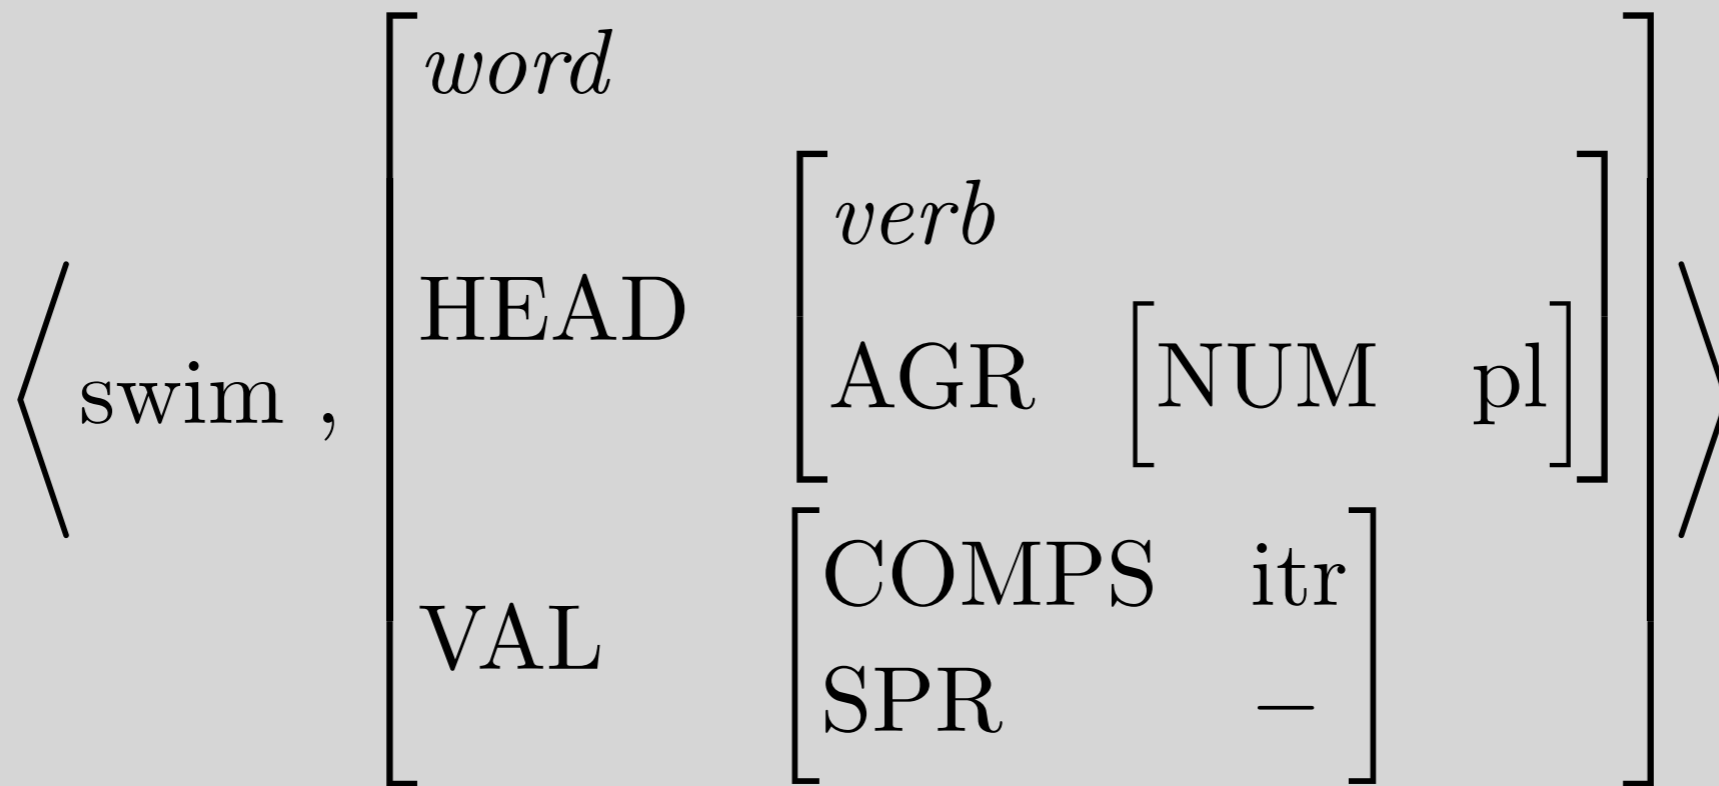 word
verb
HEAD
AGR [NUM pl]
⟨ swim ,
COMPS itr
VAL
SPR −